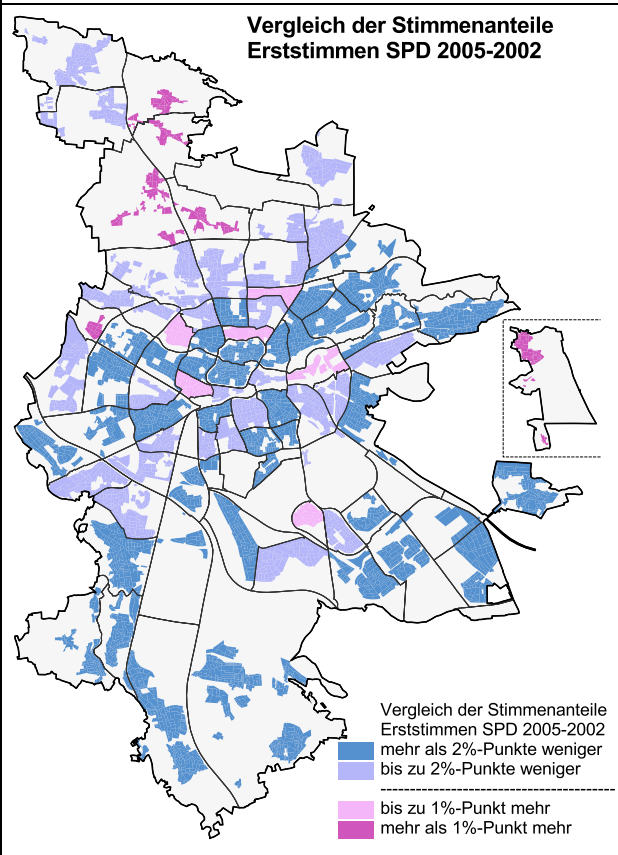 Vergleich der Stimmenanteile
Erststimmen SPD 2005-2002
Vergleich der Stimmenanteile
Erststimmen SPD 2005-2002
mehr als 2%-Punkte weniger
bis zu 2%-Punkte weniger
bis zu 1%-Punkt mehr
mehr als 1%-Punkt mehr